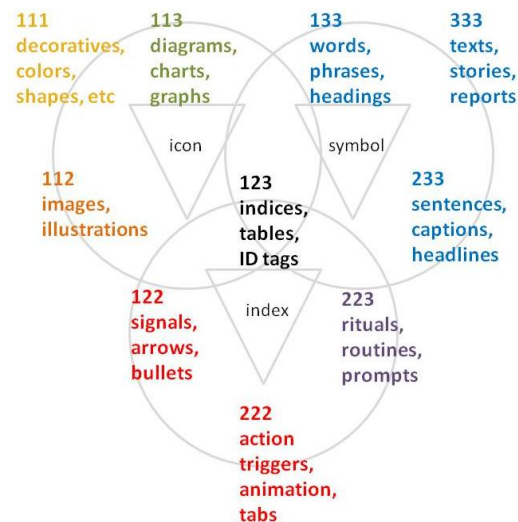 111
decoratives,
colors,
shapes, etc
113
diagrams,
charts,
graphs
133
words,
phrases,
headings
333
texts,
stories,
reports
icon
symbol
112
images,
illustrations
123
indices,
tables,
ID tags
233
sentences,
captions,
headlines
122
signals,
arrows,
bullets
index
223
rituals,
routines,
prompts
222
action
triggers,
animation,
tabs